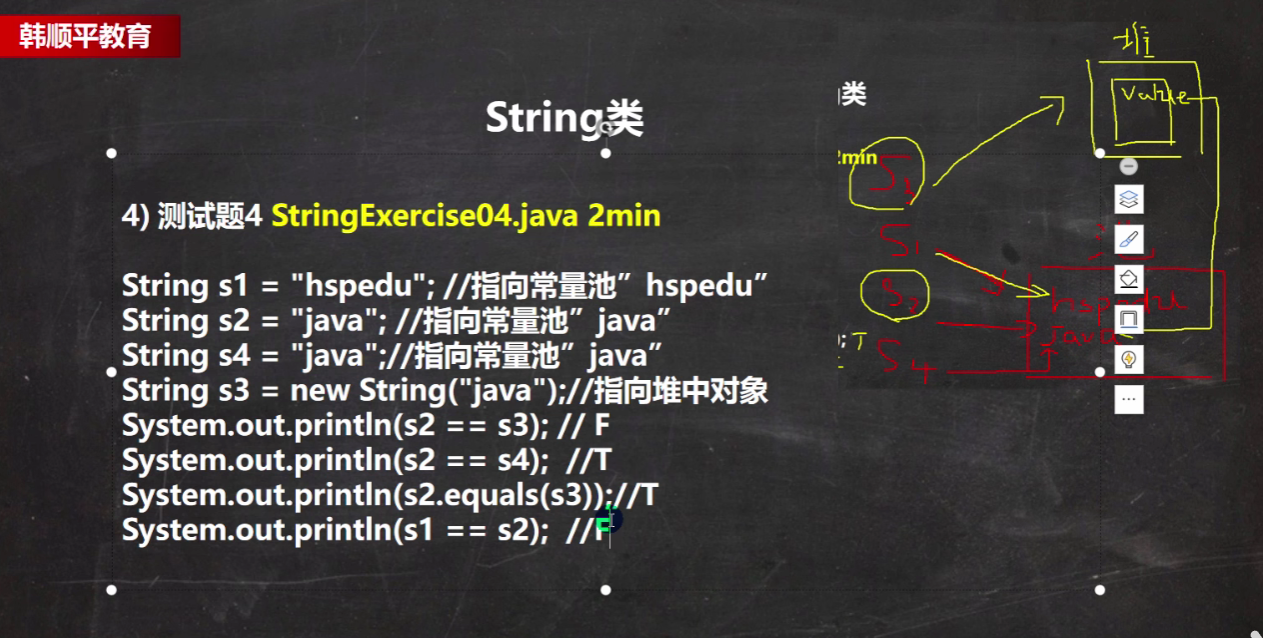 韩顺平教育
String类
4) 测试题4 StringExercise04.java 2min
String s1 = "hspedu"; //指向常量池”hspedu”
String s2 = "java"; //指向常量池”java”
String s4 = "java";//指向常量池”java”
String s3 = new String("java");//指向堆中对象
System.out.println(s2 == s3); // F
System.out.println(s2 == s4);  //T
System.out.println(s2.equals(s3));//T
System.out.println(s1 == s2);  //F
堆
value
类
2min
S1
hspedu
java
; T
S4